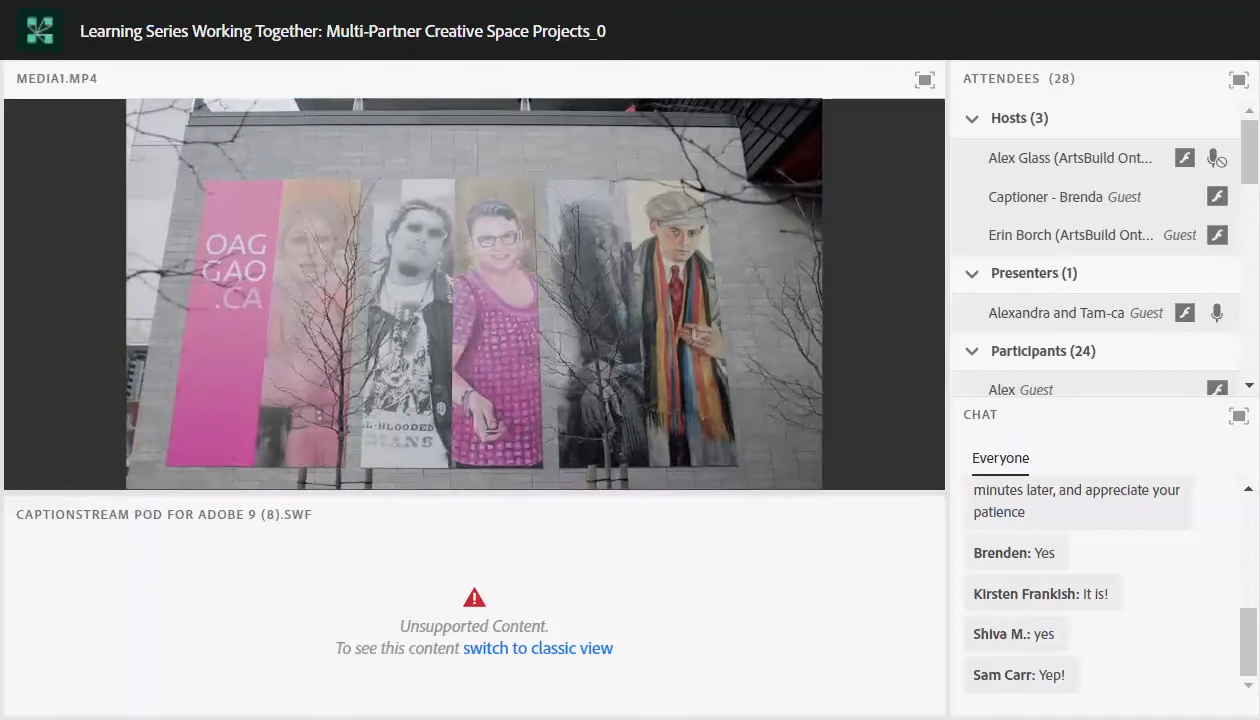 Learning Series Working Together: Multi-Partner Creative Space Projects_0
MEDIA1.MP4
OAG
GAO
.CA
L-BLOODED
IANS
CAPTIONSTREAM POD FOR ADOBE 9 (8).SWF
Unsupported Content.
To see this content switch to classic view
ATTENDEES (28)
Hosts (3)
Alex Glass (ArtsBuild Ont...
Captioner - Brenda Guest
Erin Borch (ArtsBuild Ont... Guest
Presenters (1)
Alexandra and Tam-ca Guest
Participants (24)
Alex Guest
CHAT
Everyone
minutes later, and appreciate your
patience
Brenden: Yes
Kirsten Frankish: It is!
Shiva M.: yes
Sam Carr: Yep!